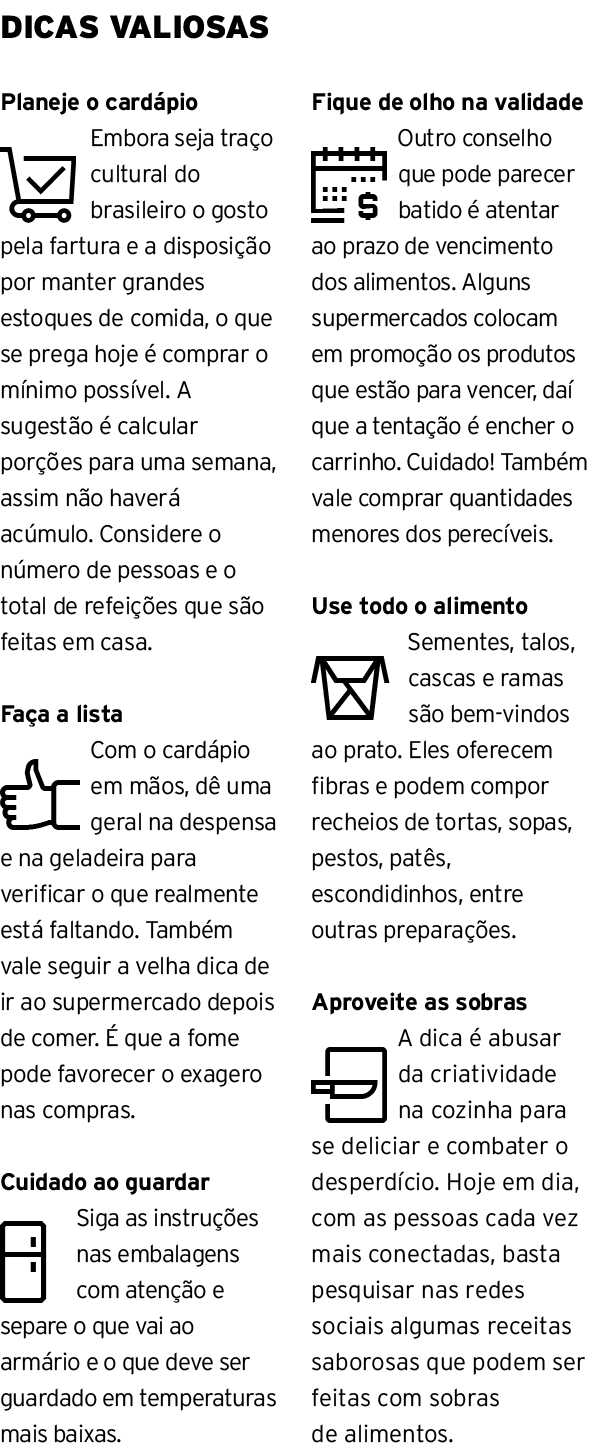 DICAS VALIOSAS
Planeje o cardápio
Embora seja traço
cultural do
brasileiro o gosto
pela fartura e a disposição
por manter grandes
estoques de comida, o que
se prega hoje é comprar o
mínimo possível. A
sugestão é calcular
porções para uma semana,
assim não haverá
acúmulo. Considere o
número de pessoas e o
total de refeições que são
feitas em casa.
Faça a lista
Com o cardápio
em mãos, dê uma
geral na despensa
e na geladeira para
verificar o que realmente
está faltando. Também
vale seguir a velha dica de
ir ao supermercado depois
de comer. É que a fome
pode favorecer o exagero
nas compras.
Cuidado ao guardar
Siga as instruções
nas embalagens
com atenção e
separe o que vai ao
armário e o que deve ser
guardado em temperaturas
mais baixas.
Fique de olho na validade
Outro conselho
que pode parecer
batido é atentar
ao prazo de vencimento
dos alimentos. Alguns
supermercados colocam
em promoção os produtos
que estão para vencer, daí
que a tentação é encher o
carrinho. Cuidado! Também
vale comprar quantidades
menores dos perecíveis.
Use todo o alimento
Sementes, talos,
cascas e ramas
são bem-vindos
ao prato. Eles oferecem
fibras e podem compor
recheios de tortas, sopas,
pestos, patês,
escondidinhos, entre
outras preparações.
Aproveite as sobras
A dica é abusar
da criatividade
na cozinha para
se deliciar e combater o
desperdício. Hoje em dia,
com as pessoas cada vez
mais conectadas, basta
pesquisar nas redes
sociais algumas receitas
saborosas que podem ser
feitas com sobras
de alimentos.